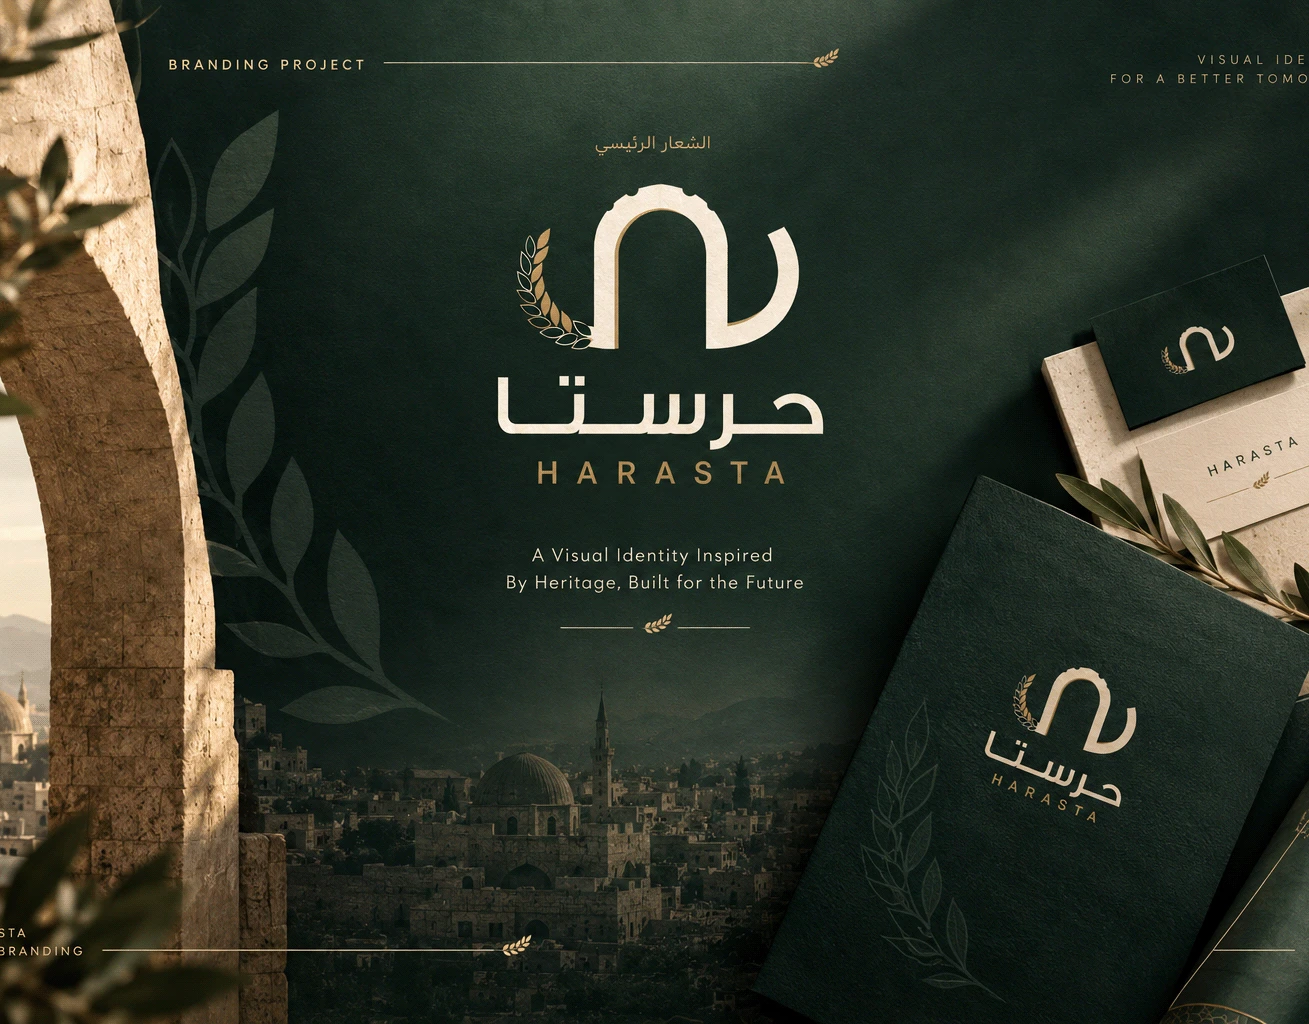 BRANDING PROJECT
VISUAL IDE
FOR A BETTER TOMO
الشعار الرئيسي
حرستا
HARASTA
A Visual Identity Inspired
By Heritage, Built for the Future
HARASTA
حرستا
HARASTA
STA
BRANDING